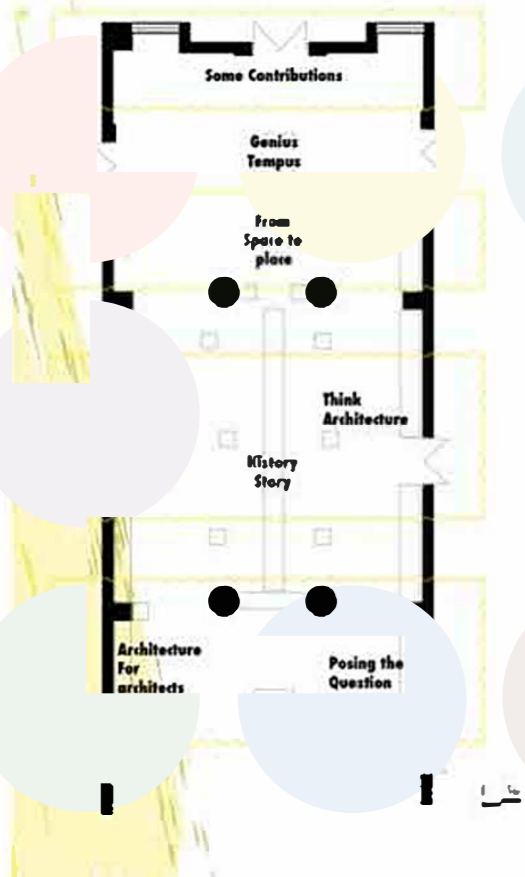 Some Contributions
Genius
Tempus
From
Space to
place
Think
Architecture
HIstory
Story
Architecture
For
architects
Posing the
Question